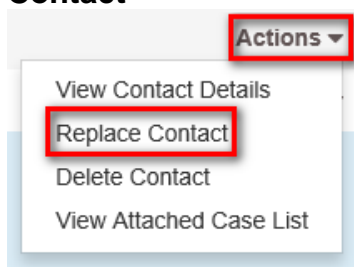 Contact
Actions
View Contact Details
Replace Contact
Delete Contact
View Attached Case List